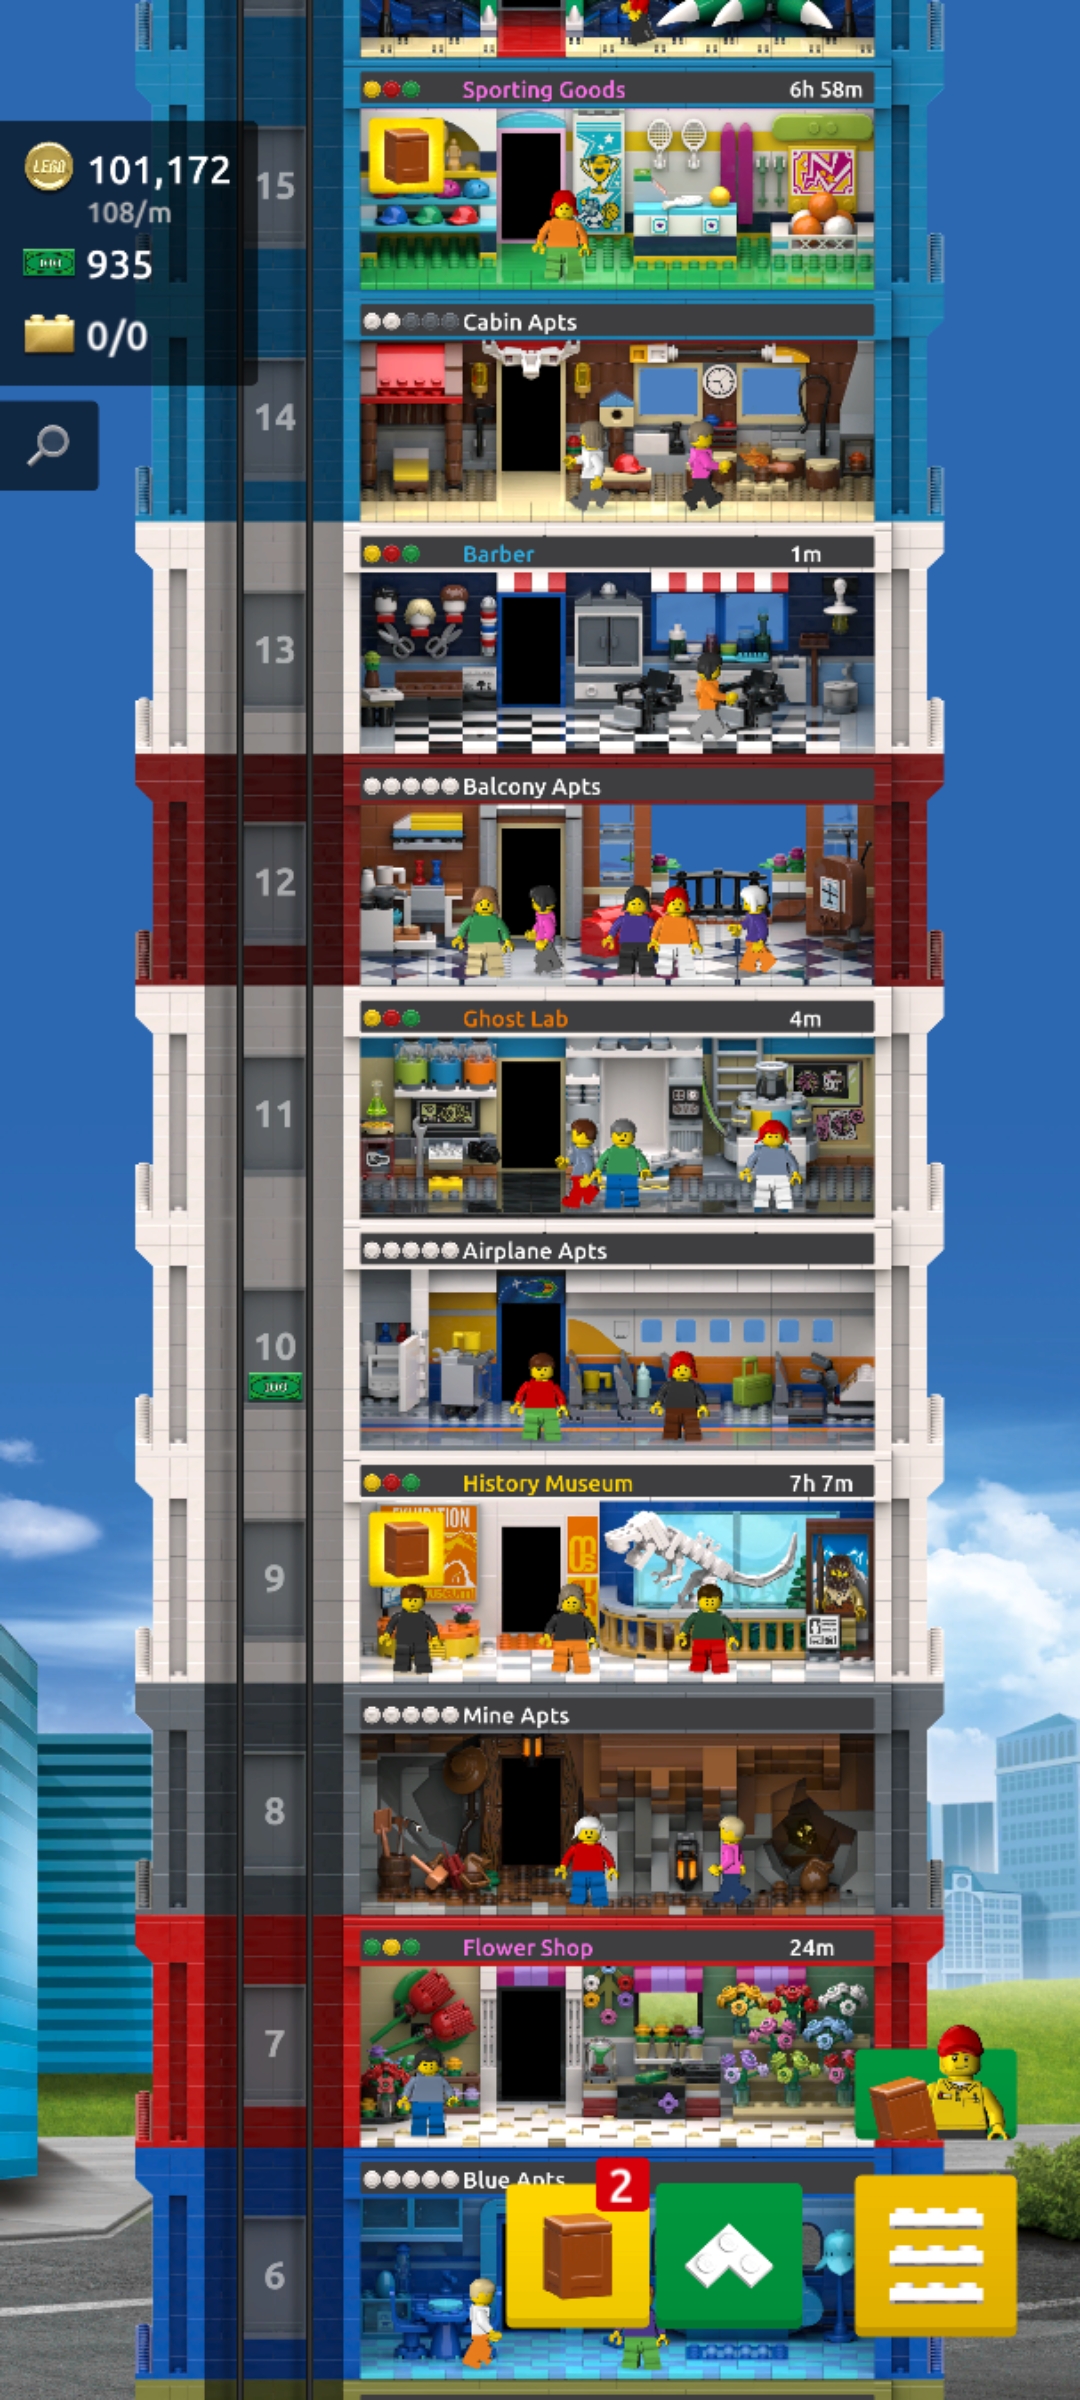 Sporting Goods 6h 58m
LEGO 101,172
108/m
935
0/0
15
Cabin Apts
14
Barber 1m
13
Balcony Apts
12
Ghost Lab 4m
11
Airplane Apts
10
History Museum 7h 7m
EXHIBITION
MUSEUM
9
Mine Apts
8
Flower Shop 24m
7
Blue Apts
2
6